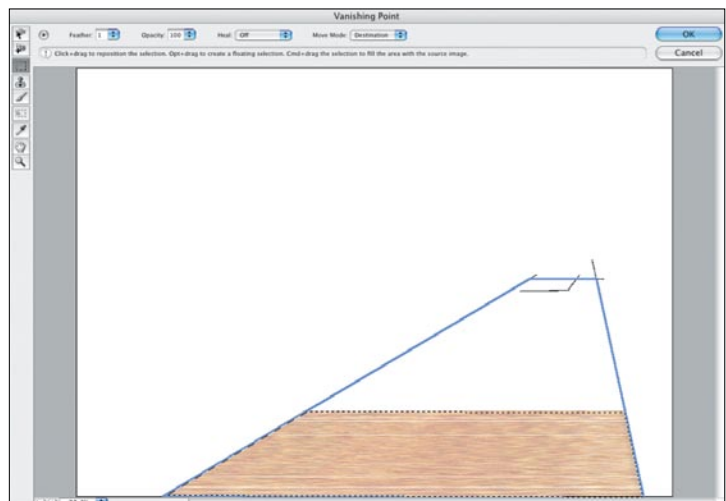 Vanishing Point
Feather: 1 Opacity: 100 Heal: Off Move Mode: Destination OK
Click+drag to reposition the selection. Opt+drag to create a floating selection. Cmd+drag the selection to fill the area with the source image. Cancel